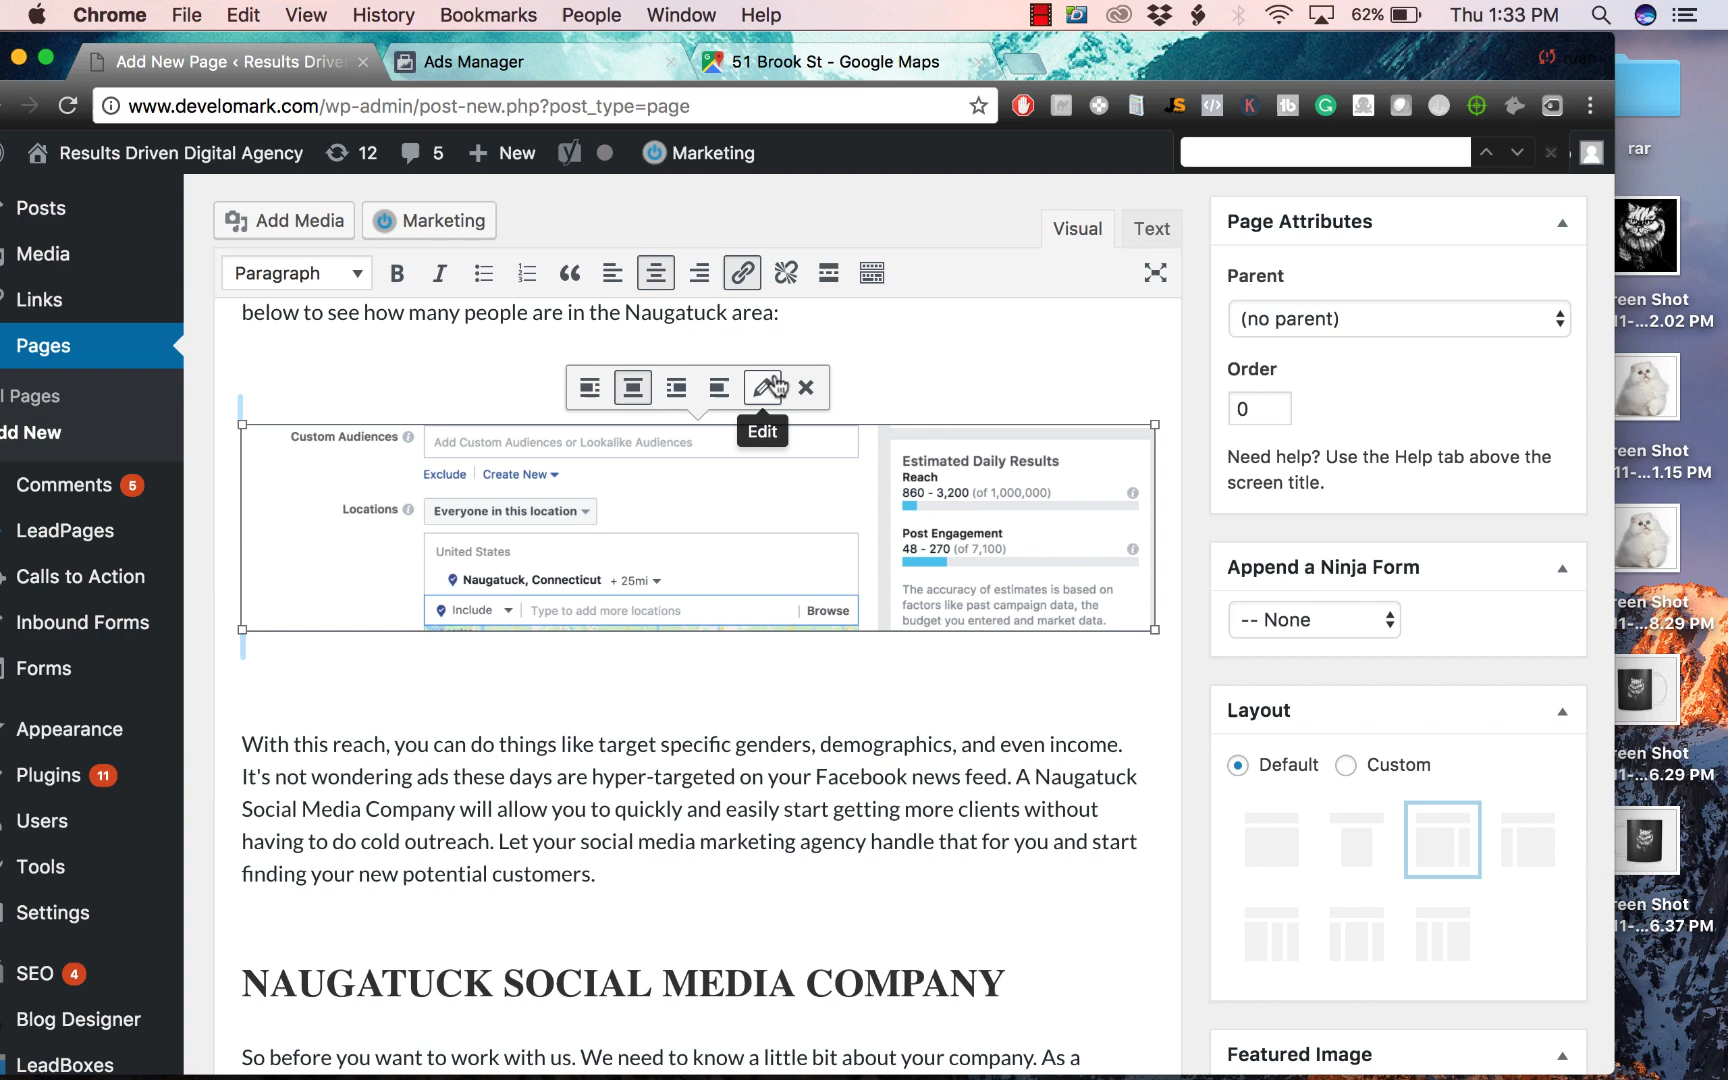 Chrome File Edit View History Bookmarks People Window Help 62% Thu 1:33 PM
Add New Page ‹ Results Drive
Ads Manager
51 Brook St - Google Maps
www.develomark.com/wp-admin/post-new.php?post_type=page
Results Driven Digital Agency 12 5 New Marketing
Posts
Media
Links
Pages
l Pages
dd New
Comments 5
LeadPages
Calls to Action
Inbound Forms
Forms
Appearance
Plugins 11
Users
Tools
Settings
SEO 4
Blog Designer
LeadBoxes
Add Media Marketing
Visual Text
Paragraph
below to see how many people are in the Naugatuck area:
Edit
Custom Audiences Add Custom Audiences or Lookalike Audiences
Exclude Create New
Locations Everyone in this location
United States
Naugatuck, Connecticut + 25mi
Include Type to add more locations Browse
Estimated Daily Results
Reach
860 - 3,200 (of 1,000,000)
Post Engagement
48 - 270 (of 7,100)
The accuracy of estimates is based on
factors like past campaign data, the
budget you entered and market data.
With this reach, you can do things like target specific genders, demographics, and even income.
It's not wondering ads these days are hyper-targeted on your Facebook news feed. A Naugatuck
Social Media Company will allow you to quickly and easily start getting more clients without
having to do cold outreach. Let your social media marketing agency handle that for you and start
finding your new potential customers.
NAUGATUCK SOCIAL MEDIA COMPANY
So before you want to work with us. We need to know a little bit about your company. As a
Page Attributes
Parent
(no parent)
Order
0
Need help? Use the Help tab above the
screen title.
Append a Ninja Form
-- None
Layout
Default Custom
Featured Image
rar
reen Shot
11-...2.02 PM
reen Shot
11-...1.15 PM
reen Shot
11-...8.29 PM
reen Shot
11-...6.29 PM
reen Shot
11-...6.37 PM